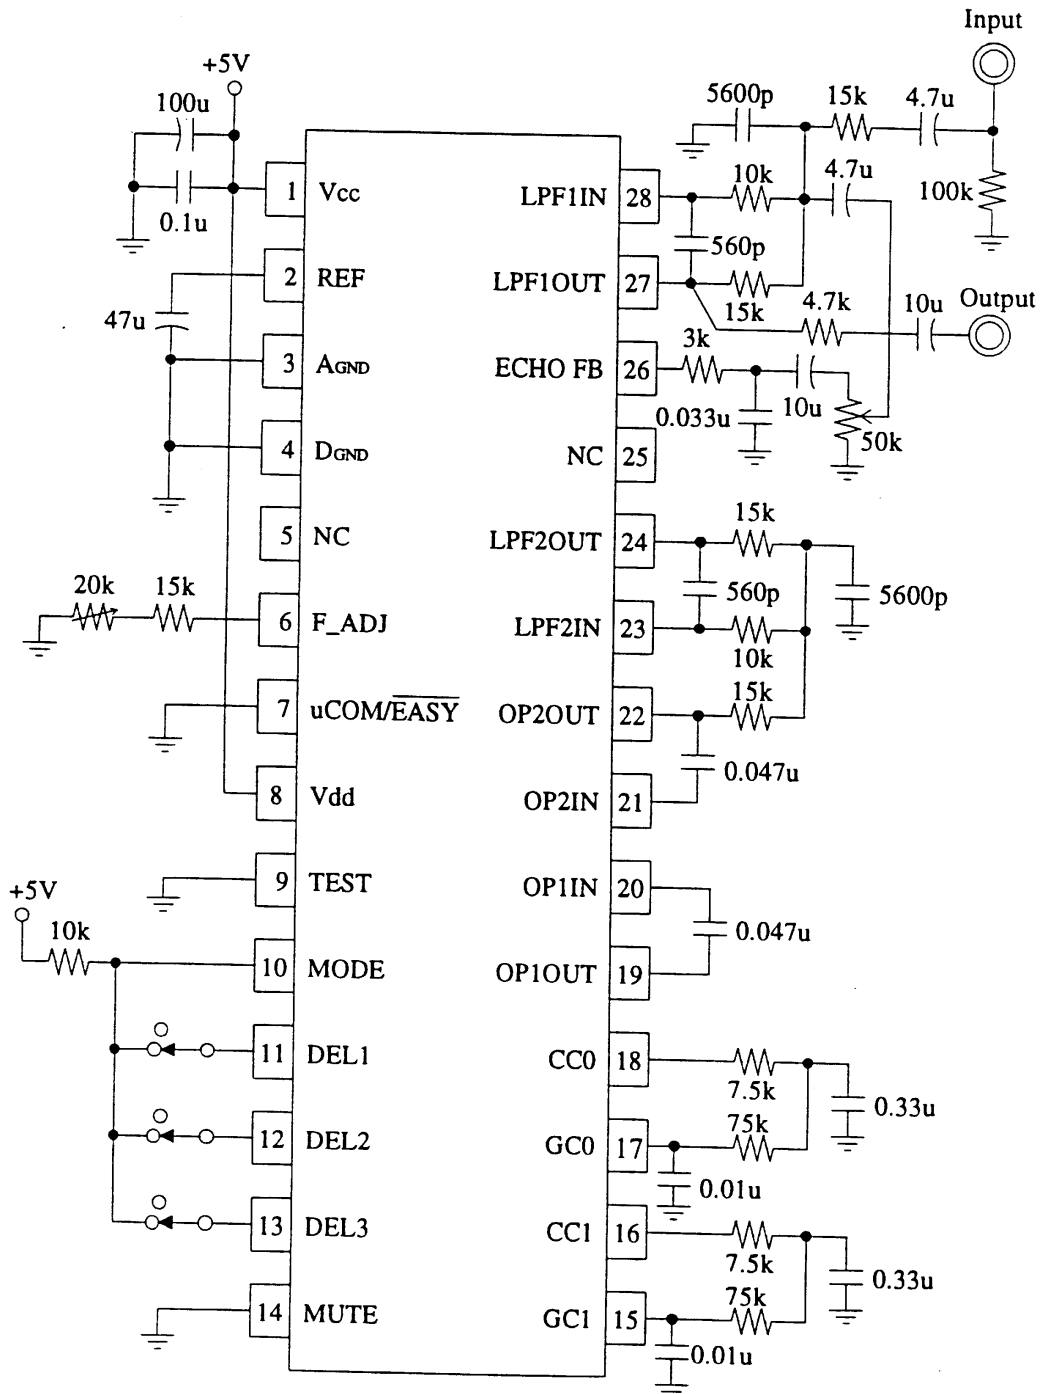 Input
+5V
100u
5600p
15k
4.7u
1
Vcc
0.1u
LPF1IN
28
10k
4.7u
100k
560p
2
REF
47u
LPF1OUT
27
15k
4.7k
10u
Output
3
AGND
ECHO FB
26
3k
0.033u
10u
50k
4
DGND
NC
25
5
NC
LPF2OUT
24
15k
560p
5600p
20k
15k
6
F_ADJ
LPF2IN
23
10k
7
uCOM/EASY
OP2OUT
22
15k
0.047u
8
Vdd
OP2IN
21
9
TEST
OP1IN
20
0.047u
+5V
10k
10
MODE
OP1OUT
19
11
DEL1
CC0
18
7.5k
0.33u
12
DEL2
GC0
17
75k
0.01u
13
DEL3
CC1
16
7.5k
0.33u
14
MUTE
GC1
15
75k
0.01u